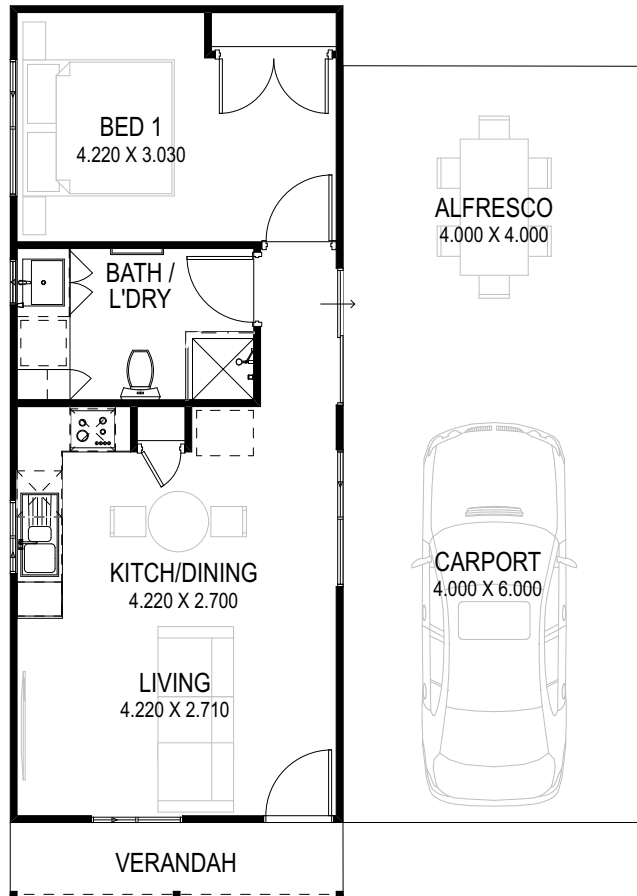 BED 1
4.220 X 3.030
ALFRESCO
4.000 X 4.000
BATH /
L'DRY
KITCH/DINING
4.220 X 2.700
CARPORT
4.000 X 6.000
LIVING
4.220 X 2.710
VERANDAH